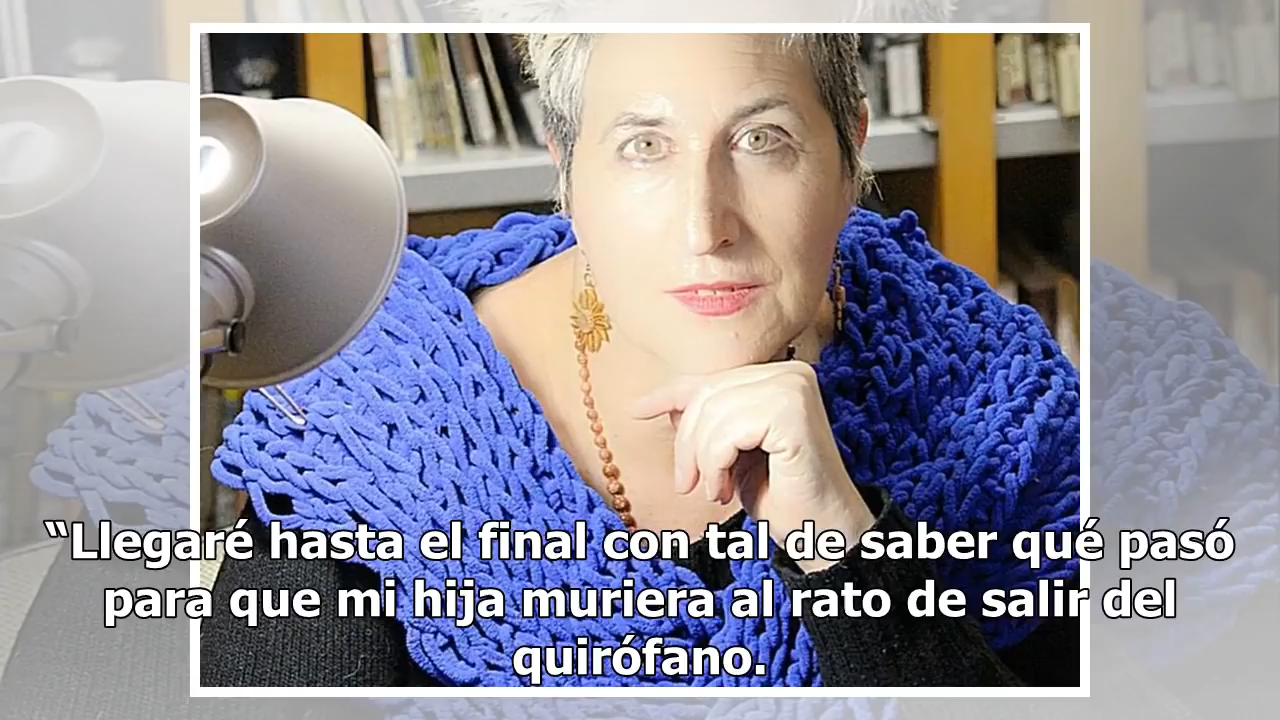 “Llegaré hasta el final con tal de saber qué pasó
para que mi hija muriera al rato de salir del
quirófano.